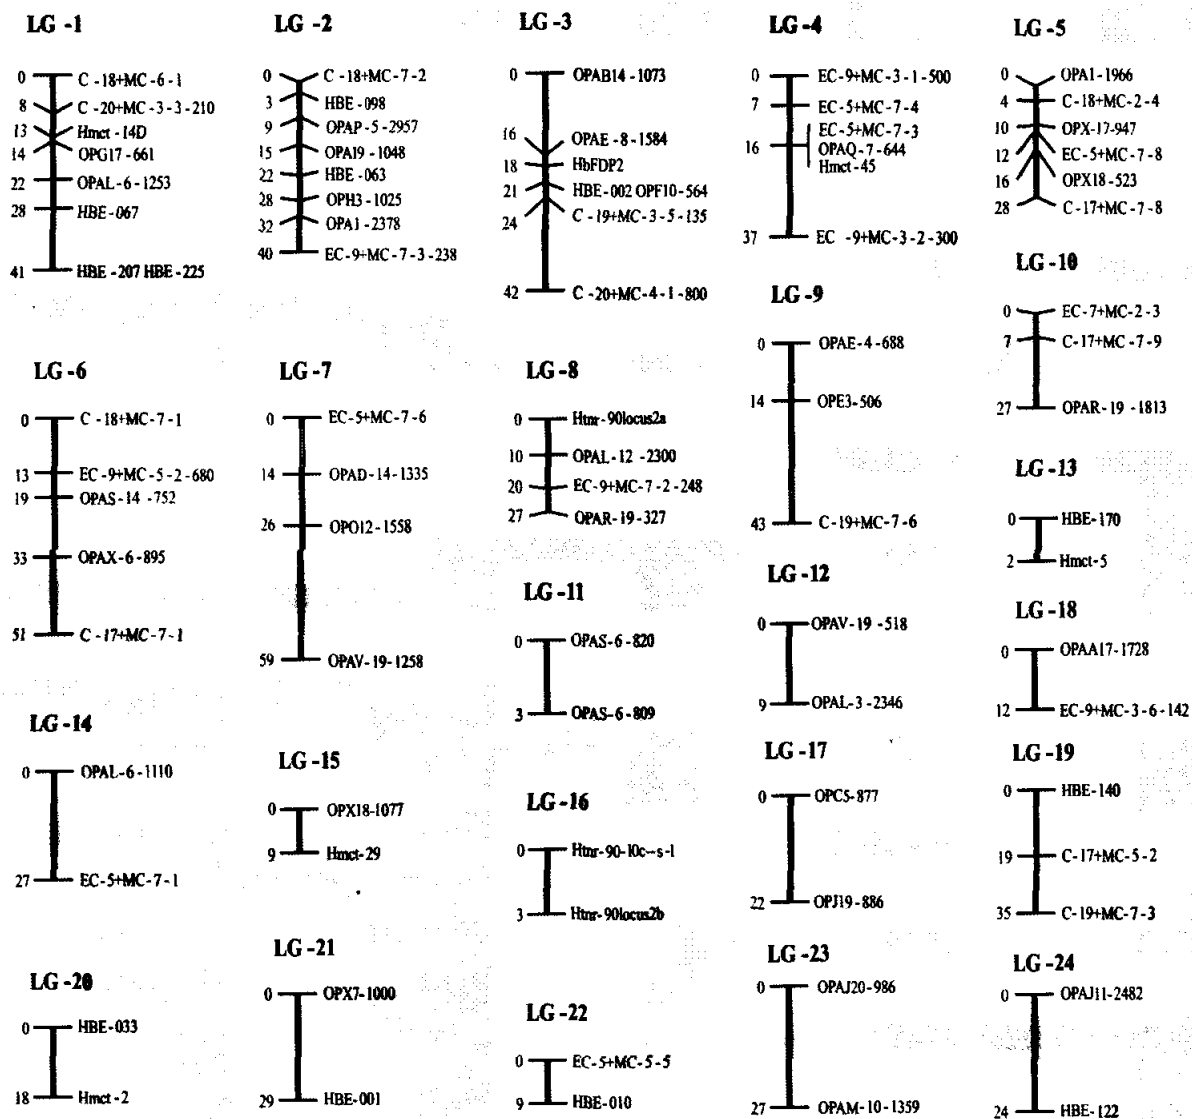 LG -1
0 C -18+MC-6-1
8 C -20+MC-3-3-210
13 Hmct -14D
14 OPG17 -661
22 OPAL-6-1253
28 HBE-067
41 HBE -207 HBE-225
LG -2
0 C -18+MC-7-2
3 HBE -098
9 OPAP-5-2957
15 OPA19 -1048
22 HBE -063
28 OPH3 -1025
32 OPA1 -2378
40 EC-9+MC-7-3-238
LG -3
0 OPAB14 -1073
16 OPAE -8-1584
18 HbFDP2
21 HBE-002 OPF10-564
24 C -19+MC-3-5-135
42 C -20+MC-4-1-800
LG -4
0 EC-9+MC-3-1-500
7 EC-5+MC-7-4
EC-5+MC-7-3
16 OPAQ-7-644
Hmct-45
37 EC -9+MC-3-2-300
LG -5
0 OPA1-1966
4 C-18+MC-2-4
10 OPX-17-947
12 EC-5+MC-7-8
16 OPX18-523
28 C-17+MC-7-8
LG -6
0 C -18+MC-7-1
13 EC -9+MC-5-2-680
19 OPAS-14 -752
33 OPAX-6-895
51 C -17+MC-7-1
LG -7
0 EC-5+MC-7-6
14 OPAD-14-1335
26 OPO12-1558
59 OPAV-19-1258
LG -8
0 Htnr-90locus2a
10 OPAL-12 -2300
20 EC-9+MC-7-2-248
27 OPAR-19-327
LG -9
0 OPAE-4-688
14 OPE3-506
43 C-19+MC-7-6
LG -10
0 EC-7+MC-2-3
7 C-17+MC-7-9
27 OPAR-19 -1813
LG -11
0 OPAS-6-820
3 OPAS-6-809
LG -12
0 OPAV-19 -518
9 OPAL-3-2346
LG -13
0 HBE-170
2 Hmct-5
LG -18
0 OPAA17-1728
12 EC-9+MC-3-6-142
LG -14
0 OPAL-6-1110
27 EC-5+MC-7-1
LG -15
0 OPX18-1077
9 Hmct-29
LG -16
0 Htnr-90-10c--s-1
3 Htnr-90locus2b
LG -17
0 OPC5-877
22 OPJ19-886
LG -19
0 HBE-140
19 C-17+MC-5-2
35 C-19+MC-7-3
LG -20
0 HBE-033
18 Hmct-2
LG -21
0 OPX7-1000
29 HBE-001
LG -22
0 EC-5+MC-5-5
9 HBE-010
LG -23
0 OPAJ20-986
27 OPAM-10-1359
LG -24
0 OPAJ11-2482
24 HBE-122